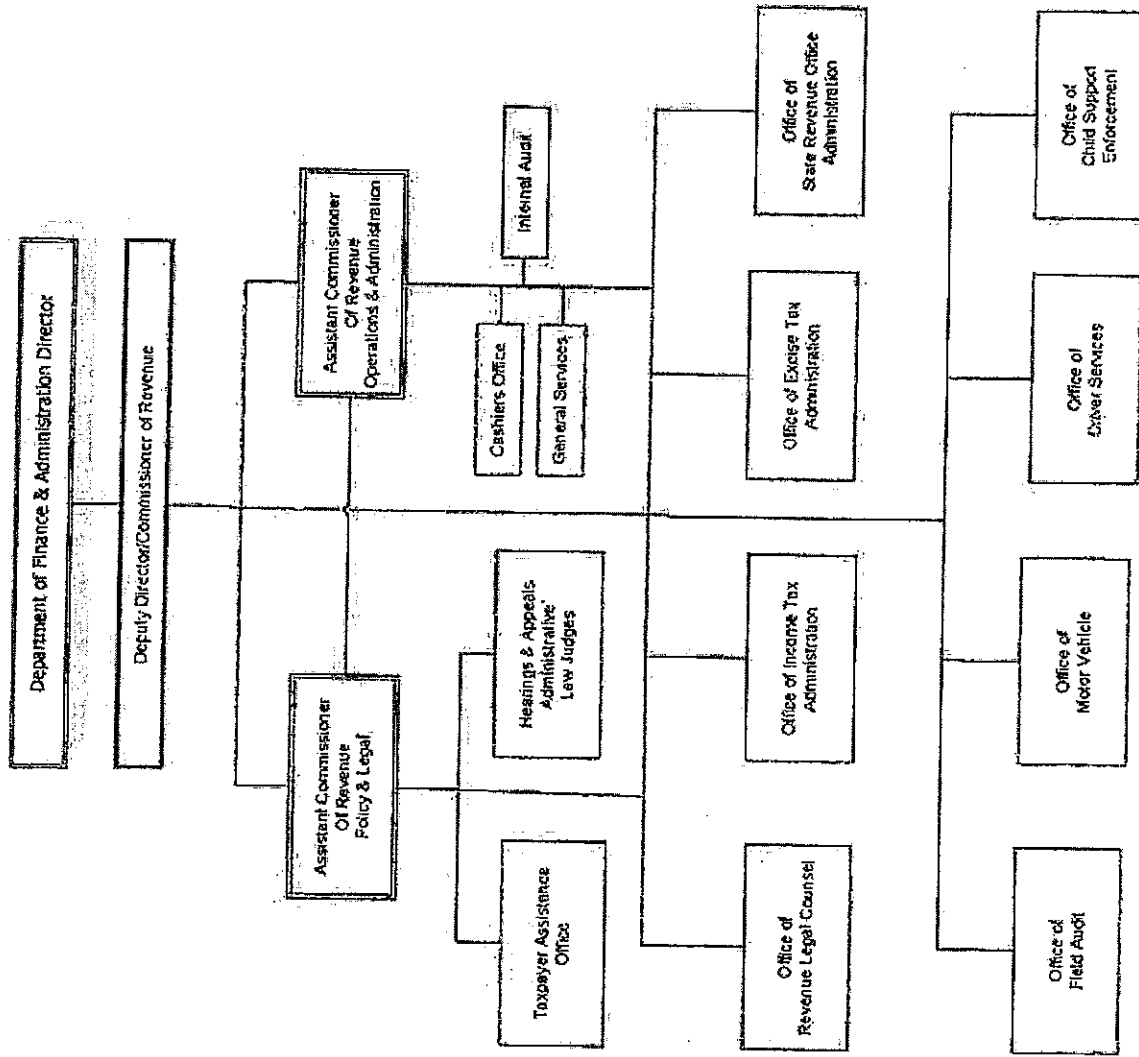 Department of Finance & Administration Director
Deputy Director/Commissioner of Revenue
Assistant Commissioner
Of Revenue
Policy & Legal
Assistant Commissioner
Of Revenue
Operations & Administration
Taxpayer Assistance
Office
Hearings & Appeals
Administrative'
Law Judges
Cashiers Office
General Services
Internal Audit
Office of
Revenue Legal Counsel
Office of Income Tax
Administration
Office of Excise Tax
Administration
Office of
State Revenue Office
Administration
Office of
Field Audit
Office of
Motor Vehicle
Office of
Driver Services
Office of
Child Support
Enforcement